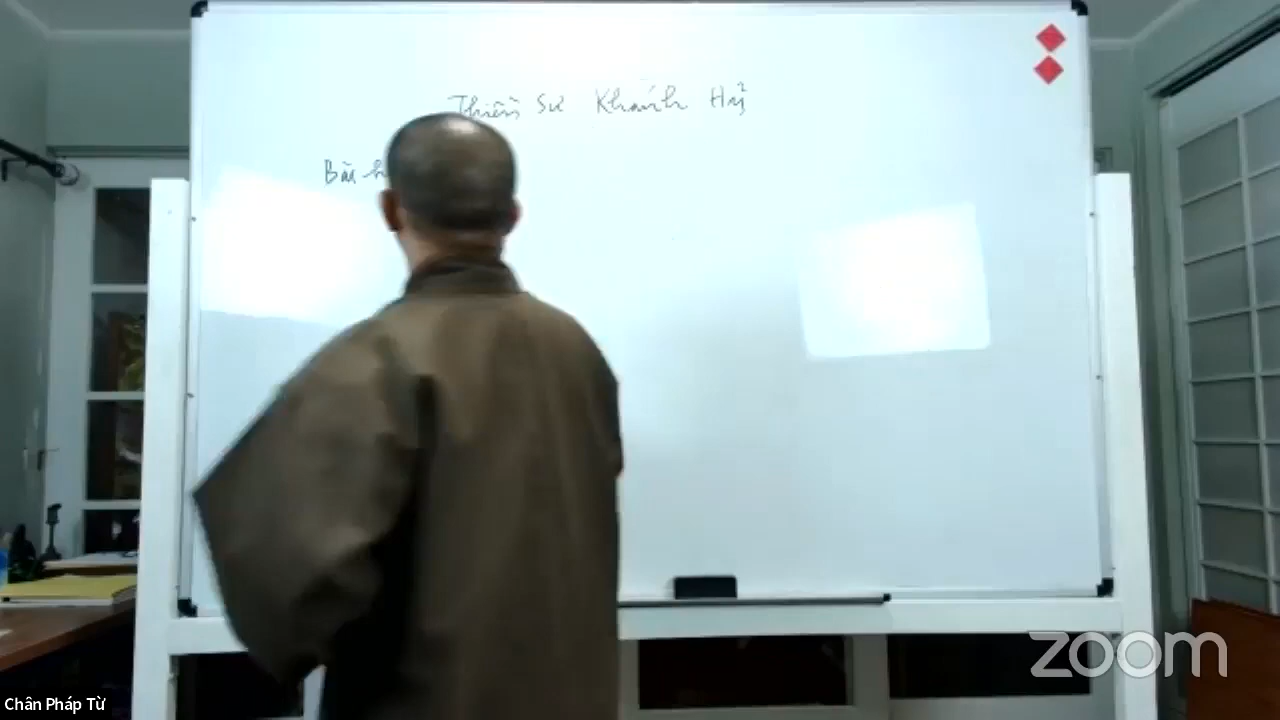 Thiền Sư Khánh Hỷ
Bài
zoom
Chân Pháp Từ